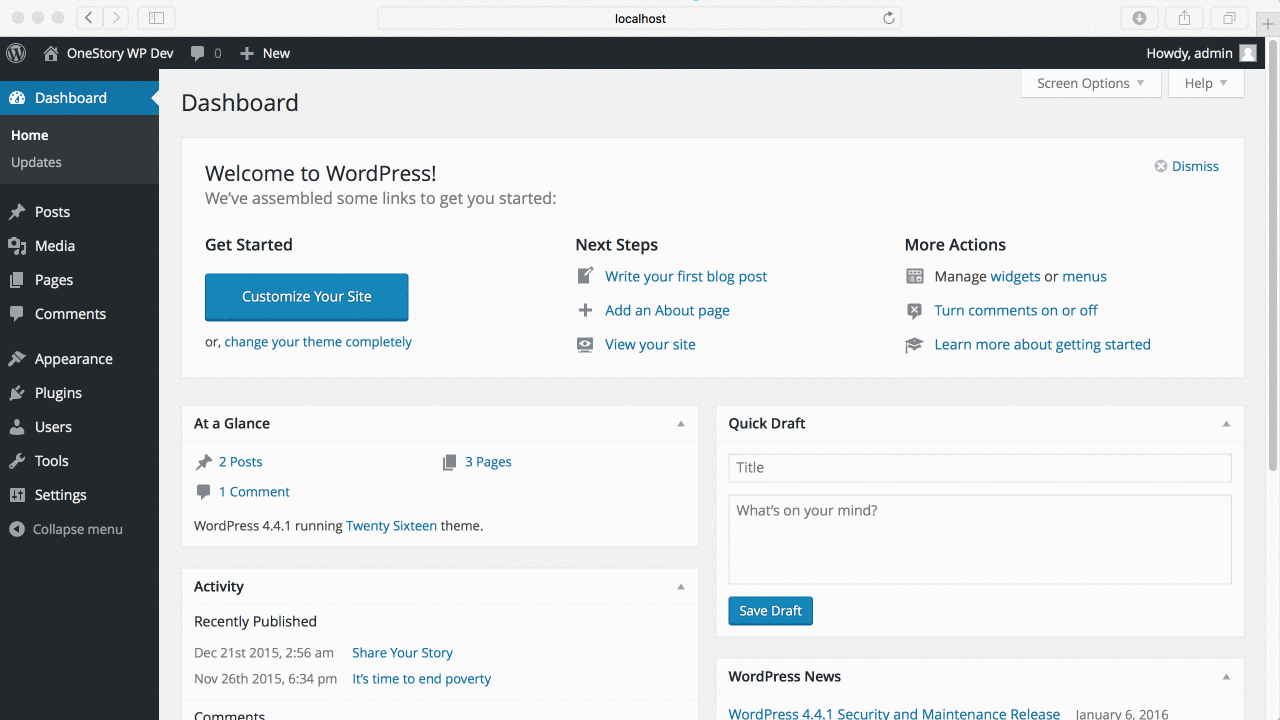 localhost
OneStory WP Dev 0 New Howdy, admin
Dashboard
Home
Updates
Posts
Media
Pages
Comments
Appearance
Plugins
Users
Tools
Settings
Collapse menu
Screen Options Help
Dashboard
Welcome to WordPress!
We've assembled some links to get you started:
Dismiss
Get Started
Customize Your Site
or, change your theme completely
Next Steps
Write your first blog post
Add an About page
View your site
More Actions
Manage widgets or menus
Turn comments on or off
Learn more about getting started
At a Glance
2 Posts 3 Pages
1 Comment
WordPress 4.4.1 running Twenty Sixteen theme.
Activity
Recently Published
Dec 21st 2015, 2:56 am Share Your Story
Nov 26th 2015, 6:34 pm It's time to end poverty
Comments
Quick Draft
Title
What's on your mind?
Save Draft
WordPress News
WordPress 4.4.1 Security and Maintenance Release January 6, 2016